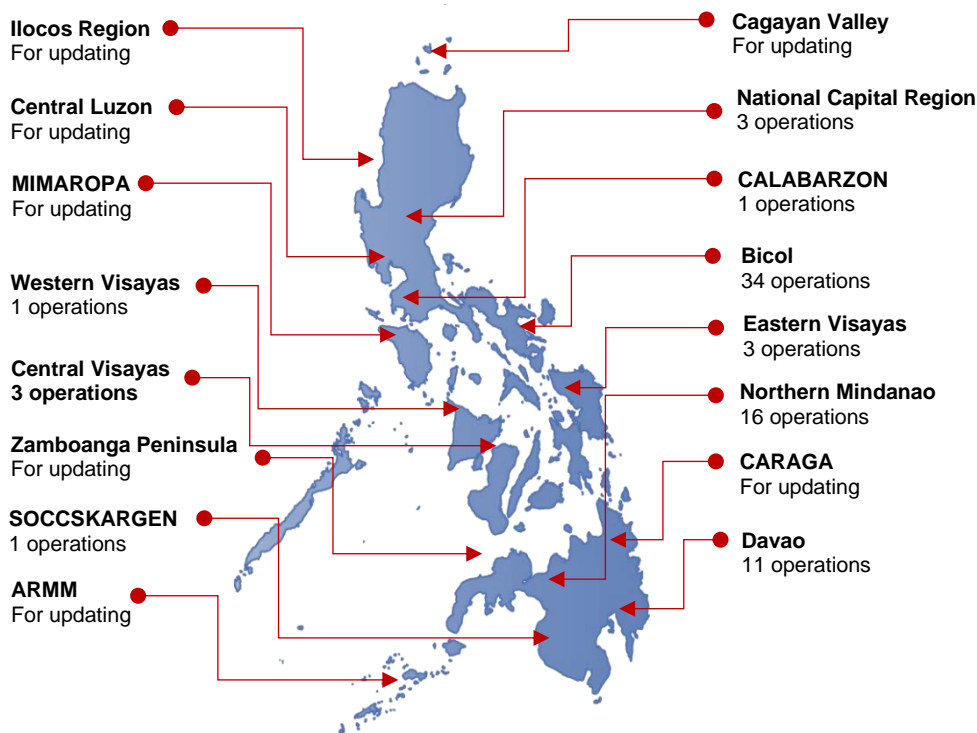 Ilocos Region
For updating
Central Luzon
For updating
MIMAROPA
For updating
Western Visayas
1 operations
Central Visayas
3 operations
Zamboanga Peninsula
For updating
SOCCSKARGEN
1 operations
ARMM
For updating
Cagayan Valley
For updating
National Capital Region
3 operations
CALABARZON
1 operations
Bicol
34 operations
Eastern Visayas
3 operations
Northern Mindanao
16 operations
CARAGA
For updating
Davao
11 operations